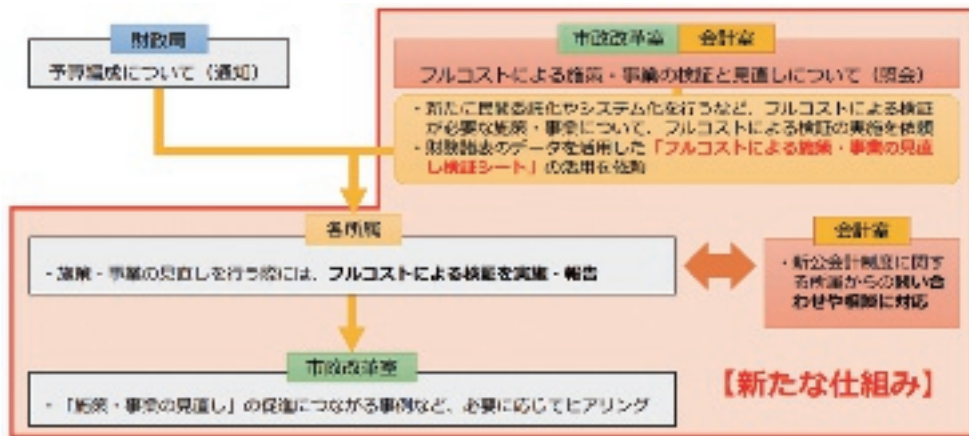 財政局
予算編成について（通知）
市政改革室 会計室
フルコストによる施策・事業の検証と見直しについて（照会）
・新たに民間委託化やシステム化を行うなど、フルコストによる検証
が必要な施策・事業について、フルコストによる検証の実施を依頼
・財務諸表のデータを活用した「フルコストによる施策・事業の見直
し検証シート」の活用を依頼
各所属
・施策・事業の見直しを行う際には、フルコストによる検証を実施・報告
会計室
・新公会計制度に関す
る所属からの問い合
わせや相談に対応
市政改革室
・「施策・事業の見直し」の促進につながる事例など、必要に応じてヒアリング
【新たな仕組み】